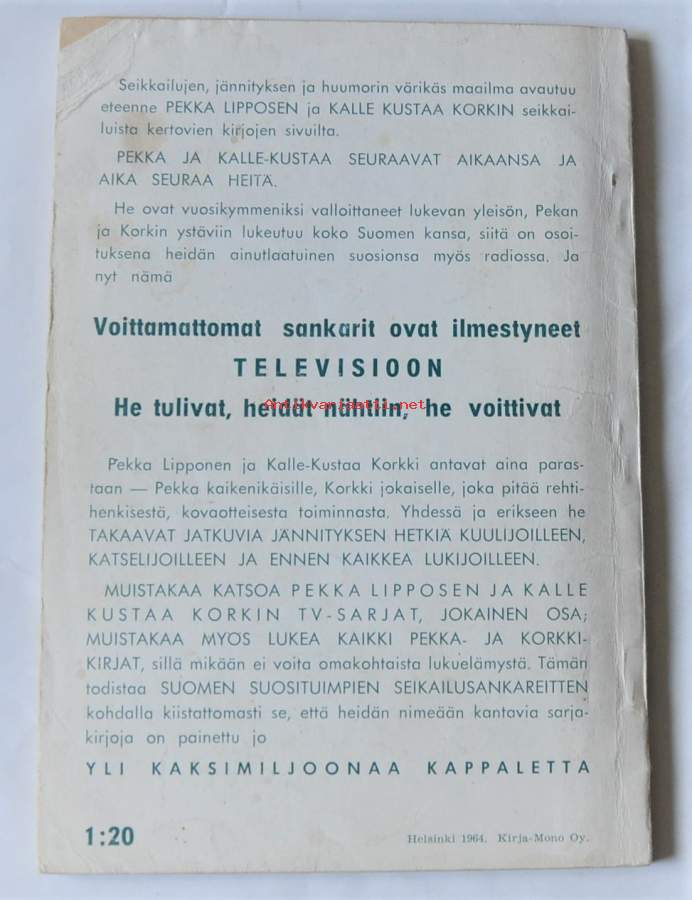 Seikkailujen, jännityksen ja huumorin värikäs maailma avautuu
eteenne PEKKA LIPPOSEN ja KALLE KUSTAA KORKIN seikkai-
luista kertovien kirjojen sivuilta.
PEKKA JA KALLE-KUSTAA SEURAAVAT AIKAANSA JA
AIKA SEURAA HEITÄ.
He ovat vuosikymmeniksi valloittaneet lukevan yleisön, Pekan
ja Korkin ystäviin lukeutuu koko Suomen kansa, siitä on osoi-
tuksena heidän ainutlaatuinen suosionsa myös radiossa. Ja
nyt nämä
Voittamattomat sankarit ovat ilmestyneet
TELEVISIOON
He tulivat, heidät nähtiin, he voittivat
Antikvariaatti.net
Pekka Lipponen ja Kalle-Kustaa Korkki antavat aina paras-
taan — Pekka kaikenikäisille, Korkki jokaiselle, joka pitää rehti-
henkisestä, kovaotteisesta toiminnasta. Yhdessä ja erikseen he
TAKAAVAT JATKUVIA JÄNNITYKSEN HETKIÄ KUULIJOILLEEN,
KATSELIJOILLEEN JA ENNEN KAIKKEA LUKIJOILLEEN.
MUISTAKAA KATSOA PEKKA LIPPOSEN JA KALLE
KUSTAA KORKIN TV-SARJAT, JOKAINEN OSA;
MUISTAKAA MYÖS LUKEA KAIKKI PEKKA- JA KORKKI-
KIRJAT, sillä mikään ei voita omakohtaista lukuelämystä. Tämän
todistaa SUOMEN SUOSITUIMPIEN SEIKAILUSANKAREITTEN
kohdalla kiistattomasti se, että heidän nimeään kantavia sarja-
kirjoja on painettu jo
YLI KAKSIMILJOONAA KAPPALETTA
1:20
Helsinki 1964. Kirja-Mono Oy.